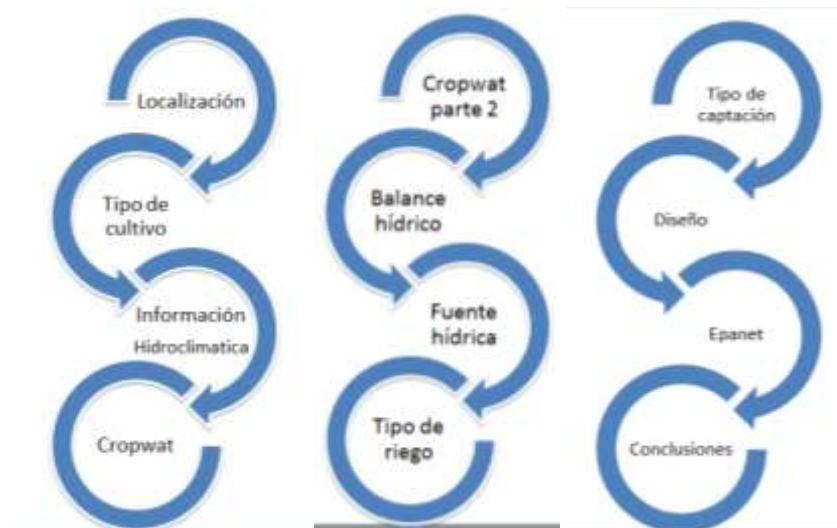 Localización
Tipo de
cultivo
Información
Hidroclimatica
Cropwat
Cropwat
parte 2
Balance
hídrico
Fuente
hídrica
Tipo de
riego
Tipo de
captación
Diseño
Epanet
Conclusiones